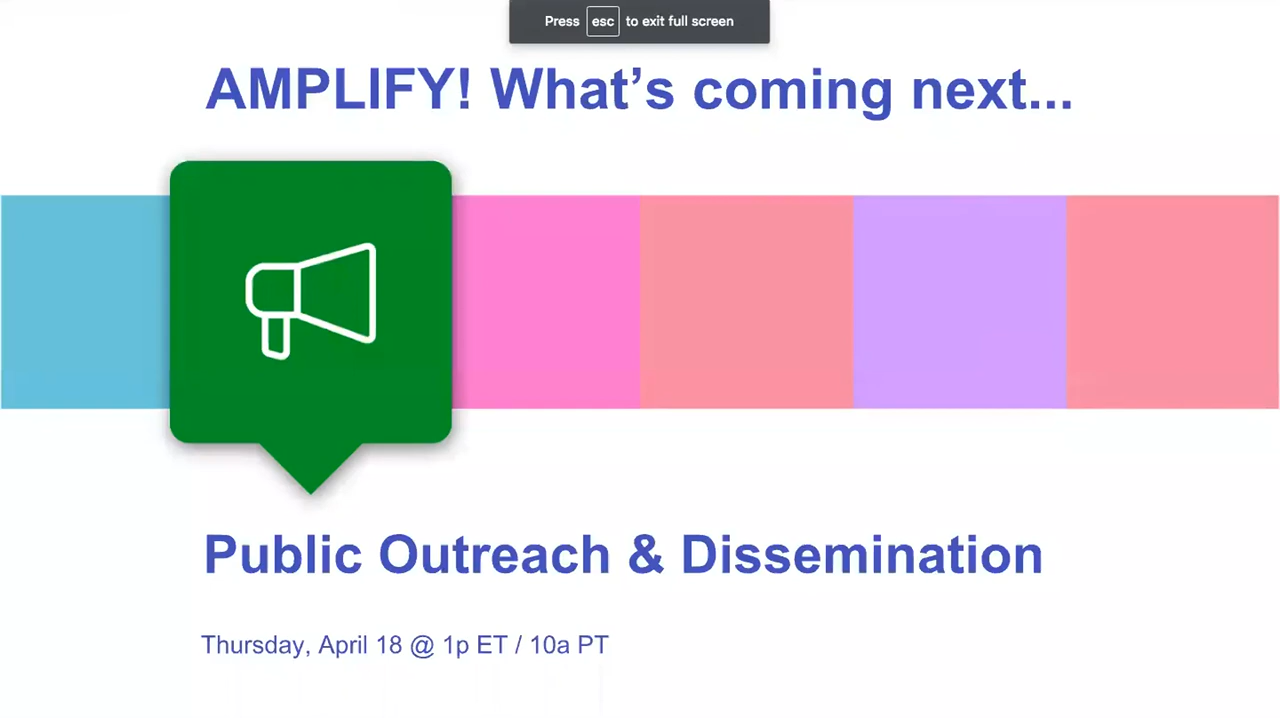 Press esc to exit full screen
AMPLIFY! What’s coming next...
Public Outreach & Dissemination
Thursday, April 18 @ 1p ET / 10a PT